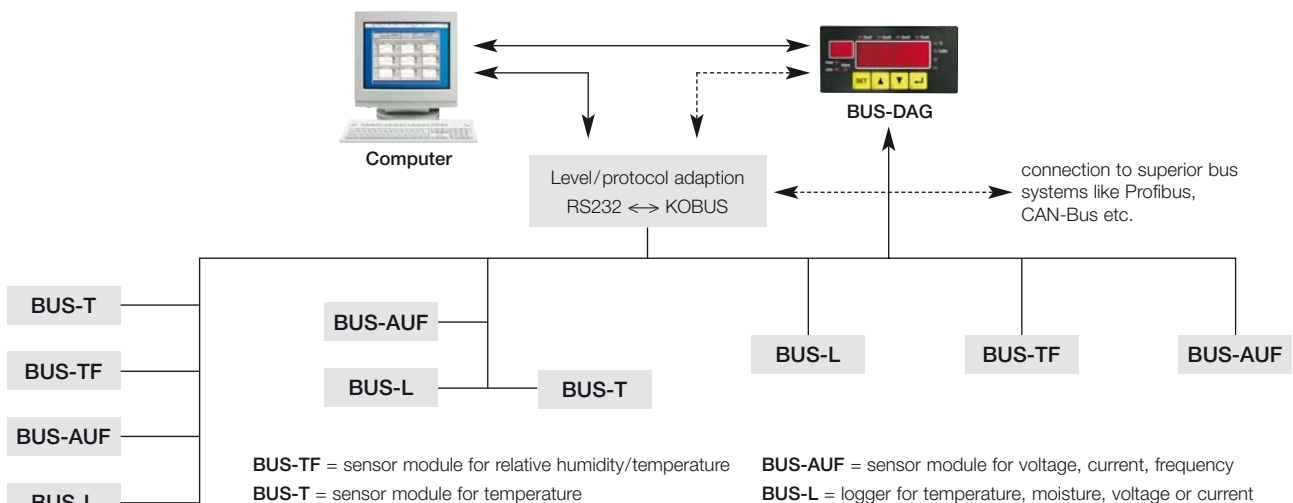 BUS-DAG
Computer
Level/protocol adaption
RS232 <–> KOBUS
connection to superior bus
systems like Profibus,
CAN-Bus etc.
BUS-T
BUS-TF
BUS-AUF
BUS-L
BUS-AUF
BUS-L
BUS-T
BUS-L
BUS-TF
BUS-AUF
SET
BUS-TF = sensor module for relative humidity/temperature
BUS-T = sensor module for temperature
BUS-AUF = sensor module for voltage, current, frequency
BUS-L = logger for temperature, moisture, voltage or current